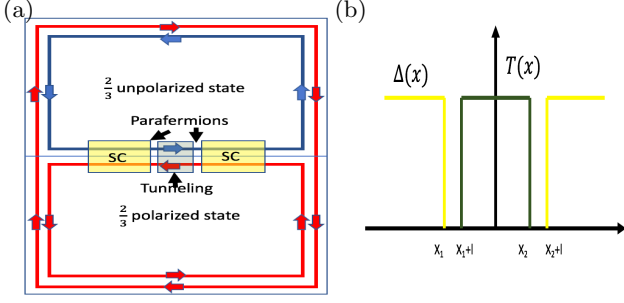 (a)
2/3 unpolarized state
Parafermions
SC
SC
Tunneling
2/3 polarized state
(b)
Δ(x)
T(x)
X₁
X₁+l
X₂
X₂+l